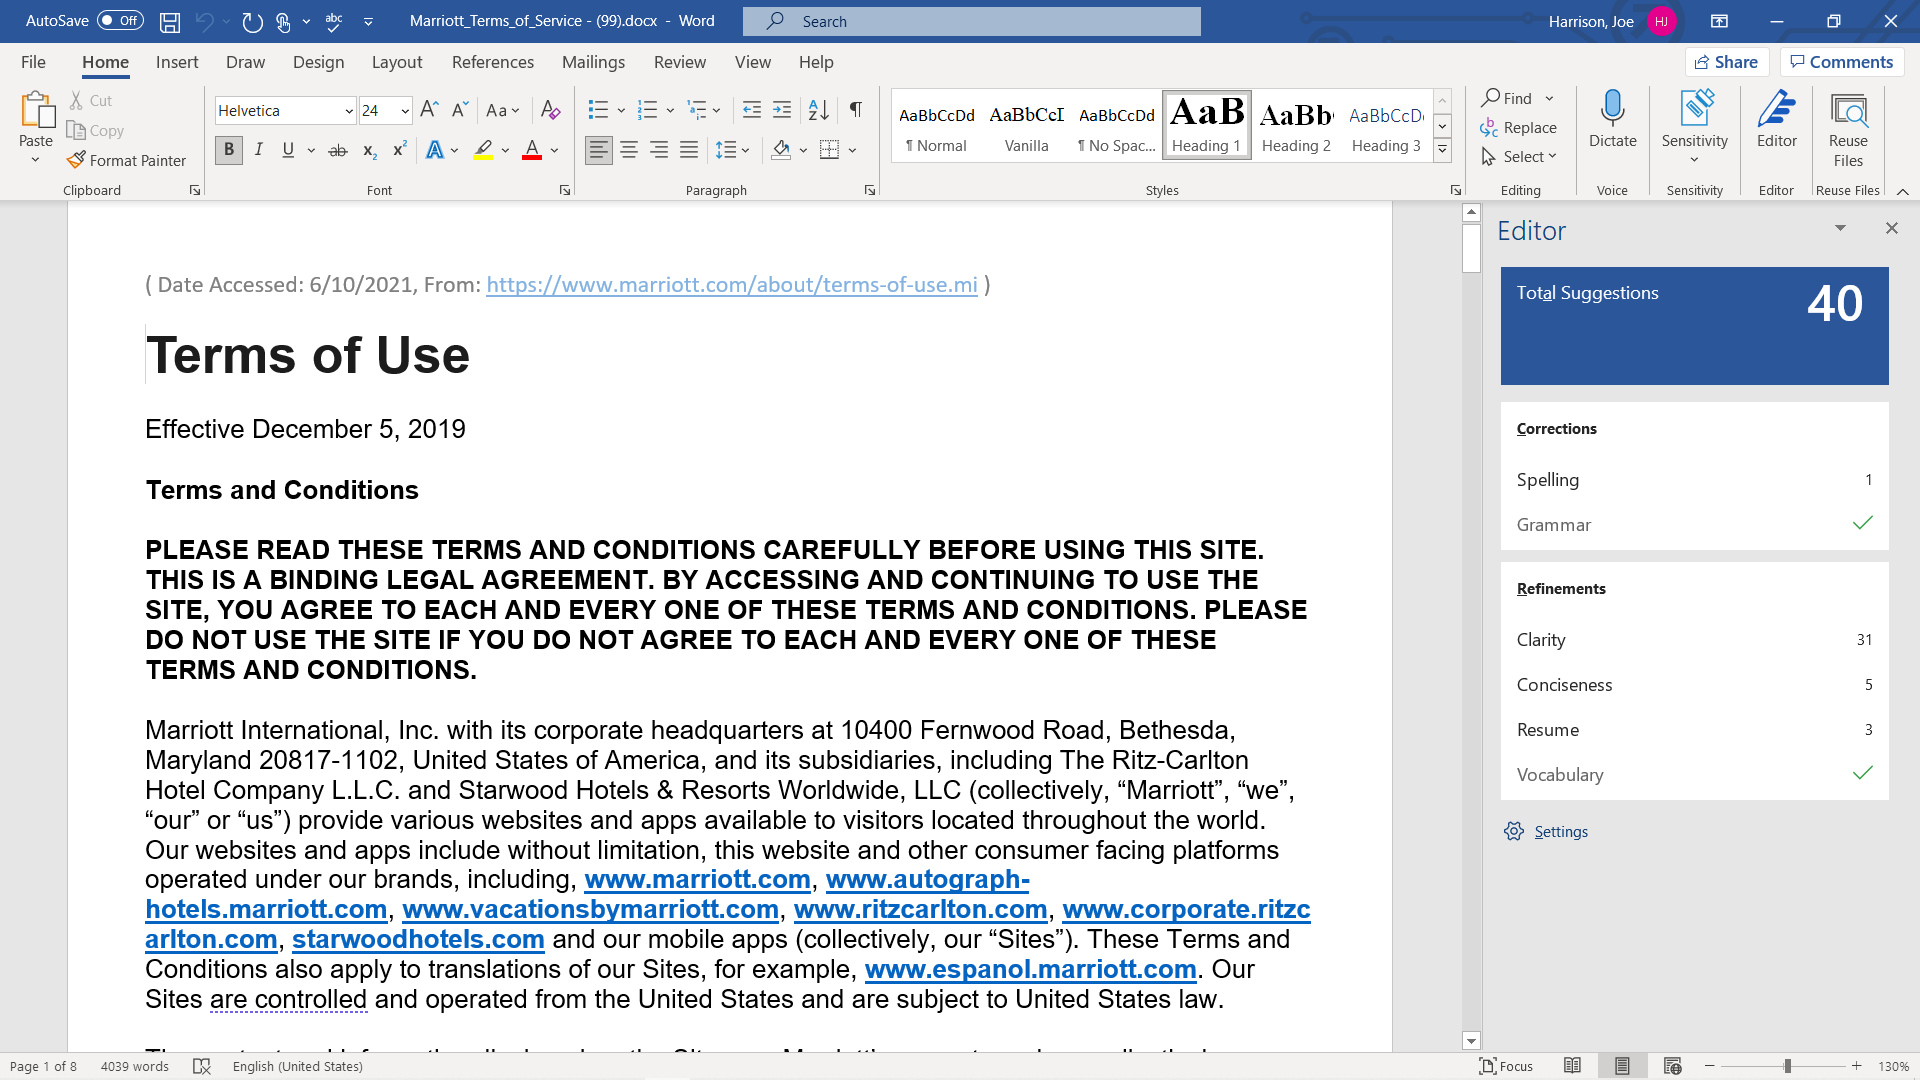 AutoSave Off abc Marriott_Terms_of_Service - (99).docx - Word Search Harrison, Joe HJ
File Home Insert Draw Design Layout References Mailings Review View Help Share Comments
Paste Cut Copy Format Painter
Clipboard
Helvetica 24 A A Aa A
B I U ab x2 x2 A A
Font
Paragraph
AaBbCcDd AaBbCcI AaBbCcDd AaB AaBb AaBbCcD
¶ Normal Vanilla ¶ No Spac... Heading 1 Heading 2 Heading 3
Styles
Find
Replace
Select
Editing
Dictate
Voice
Sensitivity
Sensitivity
Editor
Editor
Reuse
Files
Reuse Files
( Date Accessed: 6/10/2021, From: https://www.marriott.com/about/terms-of-use.mi )
Terms of Use
Effective December 5, 2019
Terms and Conditions
PLEASE READ THESE TERMS AND CONDITIONS CAREFULLY BEFORE USING THIS SITE.
THIS IS A BINDING LEGAL AGREEMENT. BY ACCESSING AND CONTINUING TO USE THE
SITE, YOU AGREE TO EACH AND EVERY ONE OF THESE TERMS AND CONDITIONS. PLEASE
DO NOT USE THE SITE IF YOU DO NOT AGREE TO EACH AND EVERY ONE OF THESE
TERMS AND CONDITIONS.
Marriott International, Inc. with its corporate headquarters at 10400 Fernwood Road, Bethesda,
Maryland 20817-1102, United States of America, and its subsidiaries, including The Ritz-Carlton
Hotel Company L.L.C. and Starwood Hotels & Resorts Worldwide, LLC (collectively, “Marriott”, “we”,
“our” or “us”) provide various websites and apps available to visitors located throughout the world.
Our websites and apps include without limitation, this website and other consumer facing platforms
operated under our brands, including, www.marriott.com, www.autograph-
hotels.marriott.com, www.vacationsbymarriott.com, www.ritzcarlton.com, www.corporate.ritzc
arlton.com, starwoodhotels.com and our mobile apps (collectively, our “Sites”). These Terms and
Conditions also apply to translations of our Sites, for example, www.espanol.marriott.com. Our
Sites are controlled and operated from the United States and are subject to United States law.
Editor
Total Suggestions 40
Corrections
Spelling 1
Grammar
Refinements
Clarity 31
Conciseness 5
Resume 3
Vocabulary
Settings
Page 1 of 8 4039 words English (United States) Focus 130%